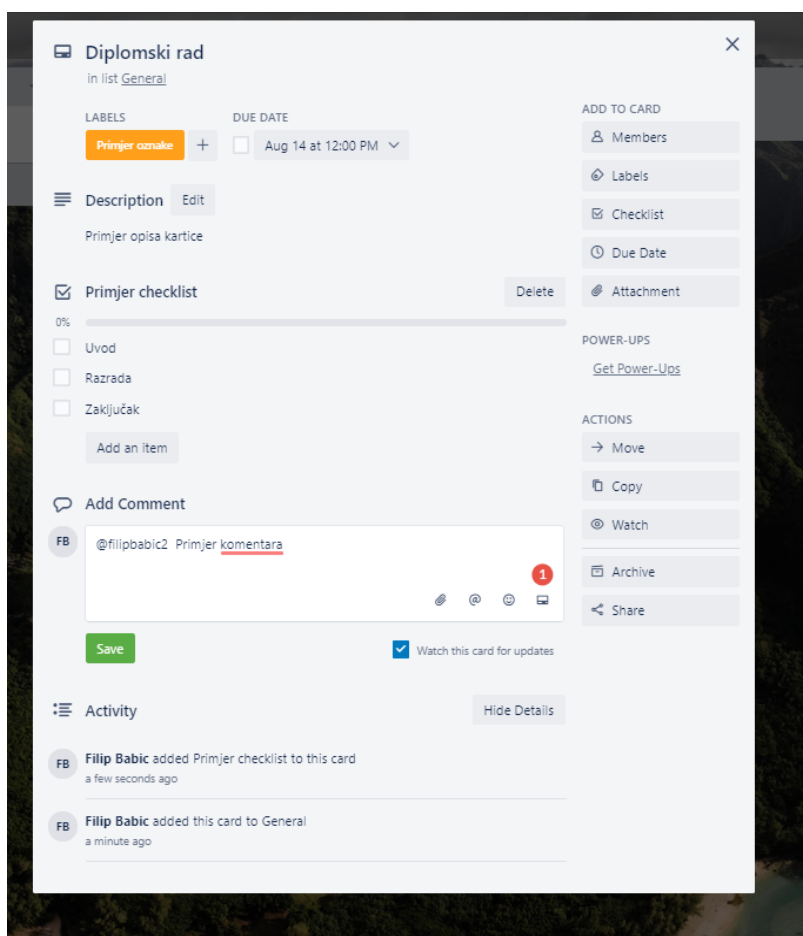 Diplomski rad
in list General
LABELS
Primjer oznake
+
DUE DATE
Aug 14 at 12:00 PM
Description
Edit
Primjer opisa kartice
Primjer checklist
Delete
0%
Uvod
Razrada
Zaključak
Add an item
Add Comment
FB
@filipbabic2 Primjer komentara
1
@
Save
Watch this card for updates
Activity
Hide Details
FB
Filip Babic added Primjer checklist to this card
a few seconds ago
FB
Filip Babic added this card to General
a minute ago
ADD TO CARD
Members
Labels
Checklist
Due Date
Attachment
POWER-UPS
Get Power-Ups
ACTIONS
Move
Copy
Watch
Archive
Share